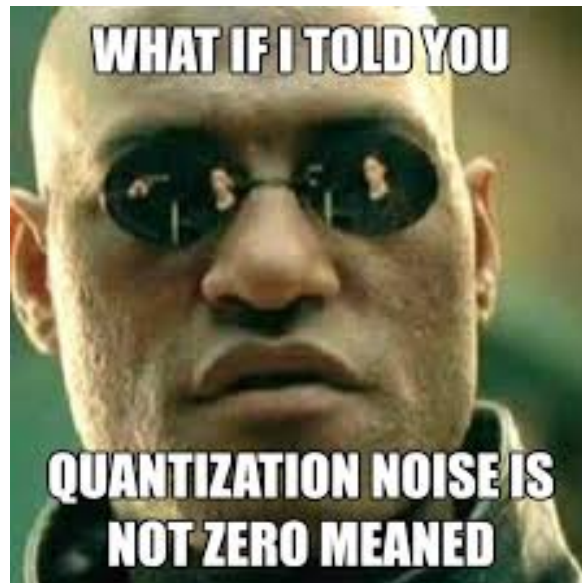 WHAT IF I TOLD YOU
QUANTIZATION NOISE IS
NOT ZERO MEANED